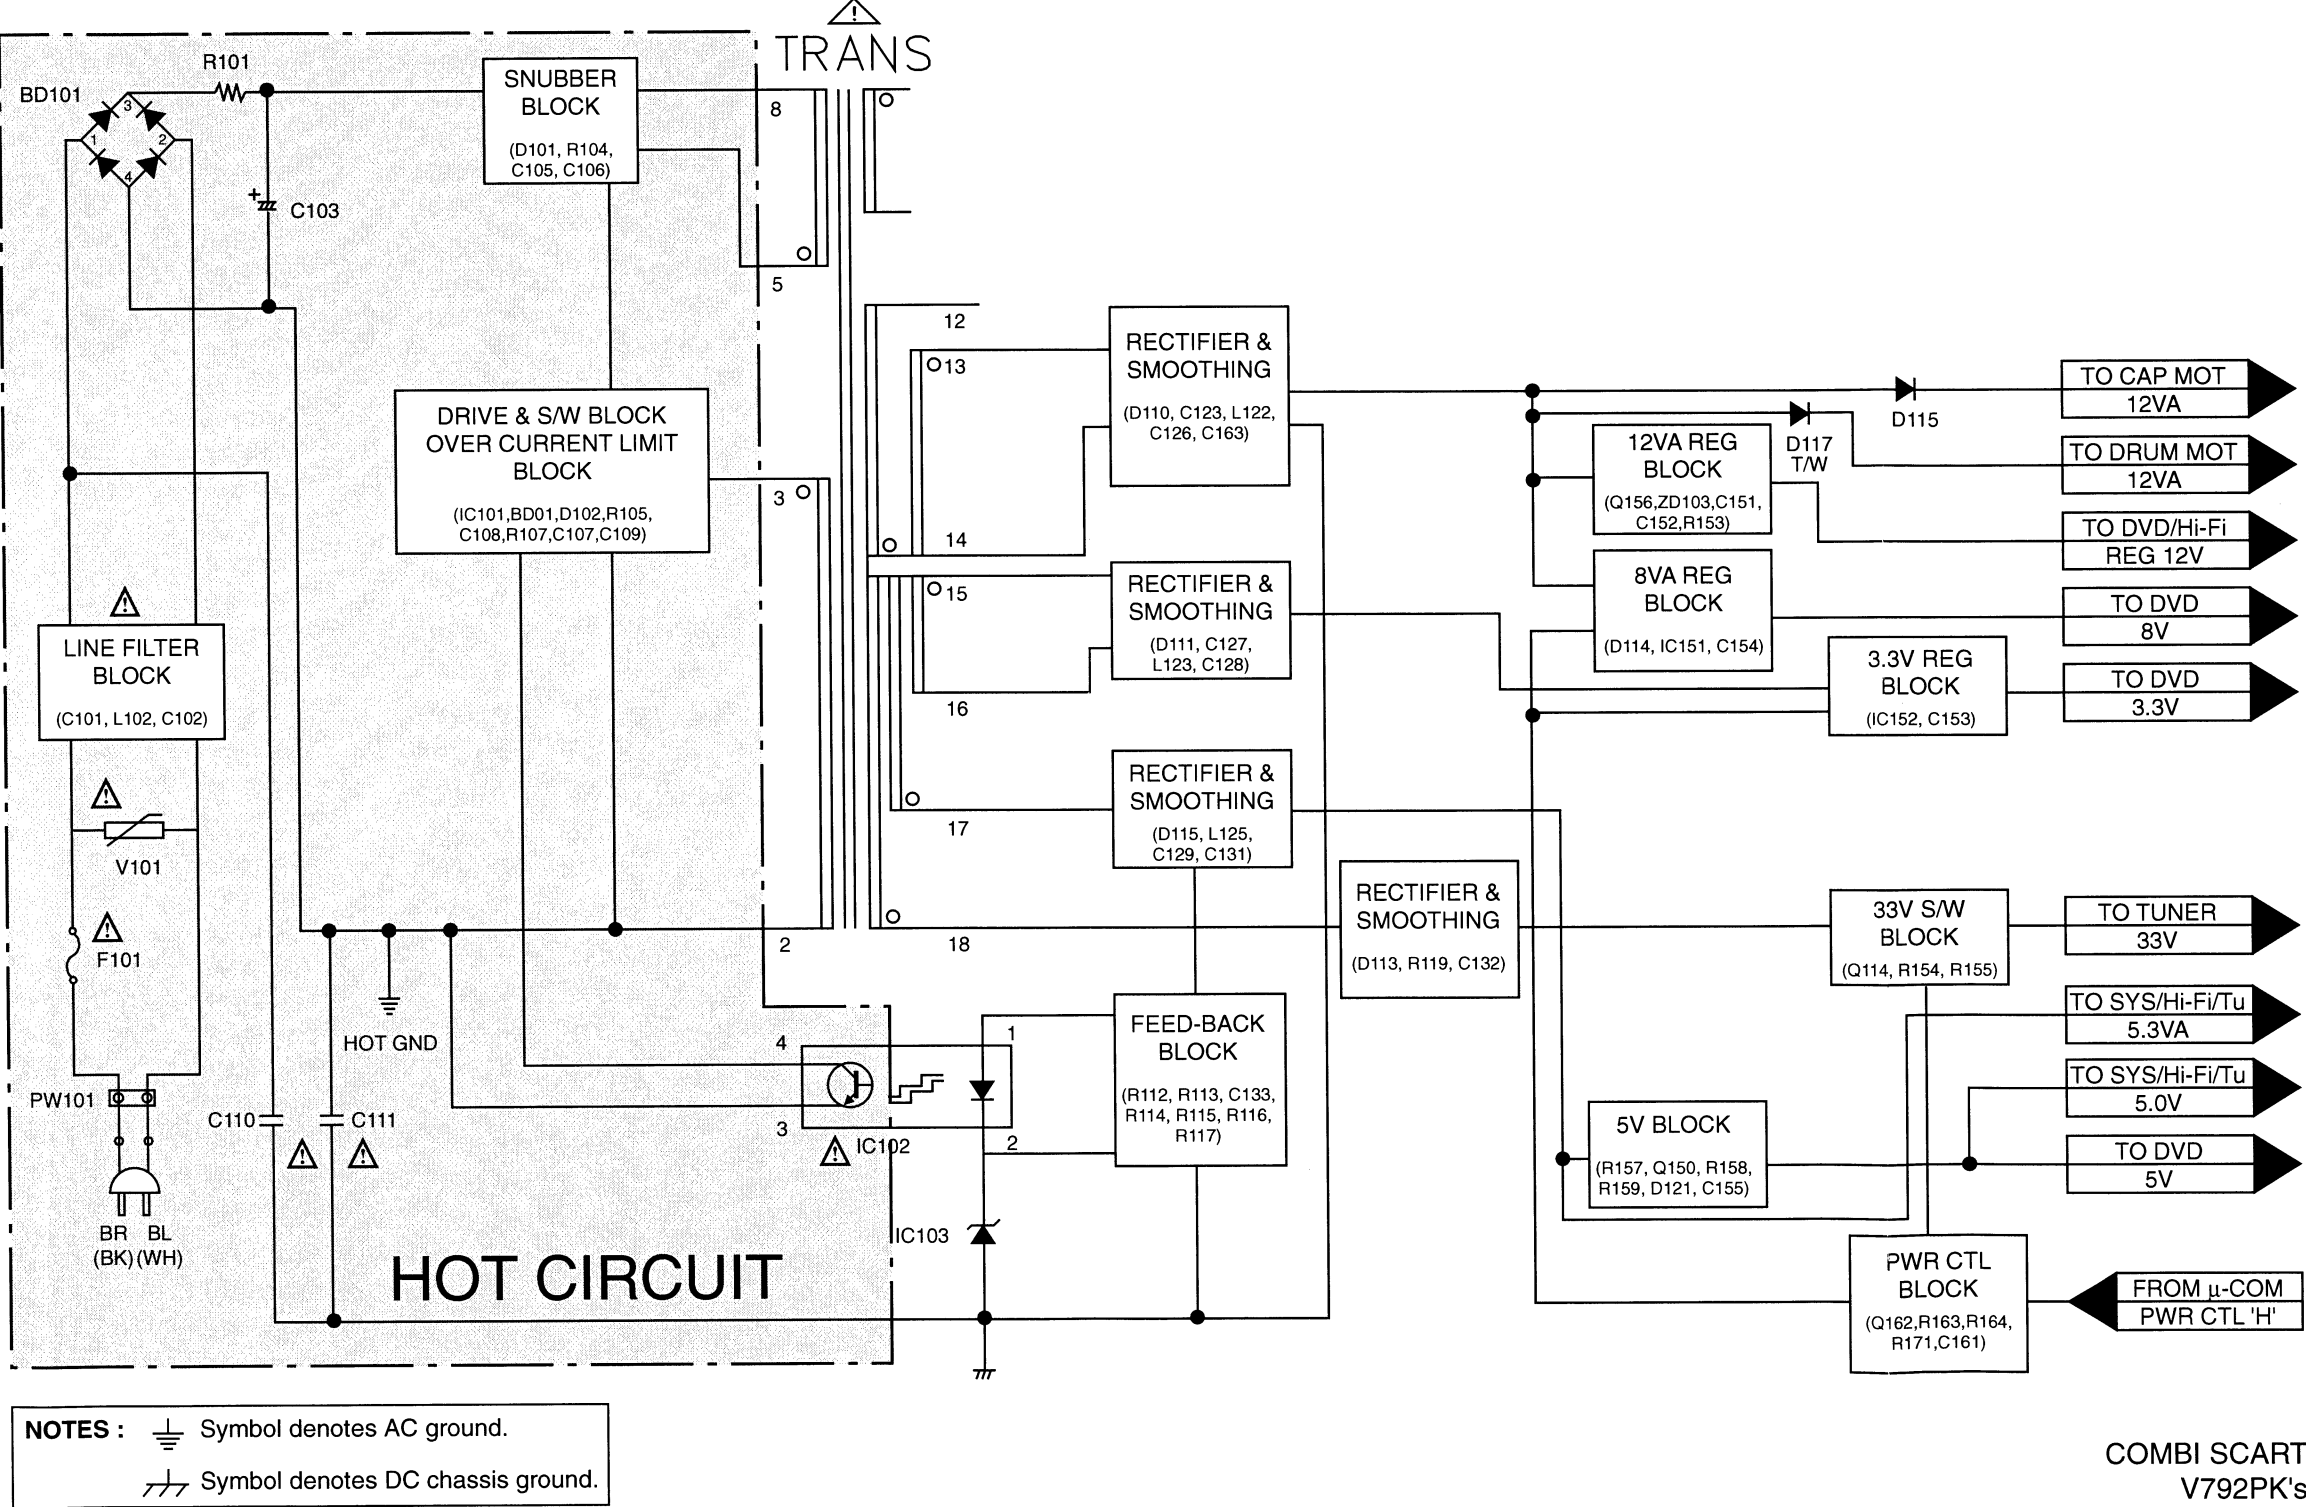 TRANS
R101
BD101
3
1
2
4
C103
SNUBBER
BLOCK
(D101, R104,
C105, C106)
8
5
DRIVE & S/W BLOCK
OVER CURRENT LIMIT
BLOCK
(IC101,BD01,D102,R105,
C108,R107,C107,C109)
3
2
LINE FILTER
BLOCK
(C101, L102, C102)
V101
F101
HOT GND
PW101
C110
C111
BR
BL
(BK)
(WH)
HOT CIRCUIT
4
3
1
2
IC102
IC103
12
13
14
15
16
17
18
RECTIFIER &
SMOOTHING
(D110, C123, L122,
C126, C163)
RECTIFIER &
SMOOTHING
(D111, C127,
L123, C128)
RECTIFIER &
SMOOTHING
(D115, L125,
C129, C131)
RECTIFIER &
SMOOTHING
(D113, R119, C132)
FEED-BACK
BLOCK
(R112, R113, C133,
R114, R115, R116,
R117)
D115
D117
T/W
12VA REG
BLOCK
(Q156,ZD103,C151,
C152,R153)
8VA REG
BLOCK
(D114, IC151, C154)
3.3V REG
BLOCK
(IC152, C153)
33V S/W
BLOCK
(Q114, R154, R155)
5V BLOCK
(R157, Q150, R158,
R159, D121, C155)
PWR CTL
BLOCK
(Q162,R163,R164,
R171,C161)
TO CAP MOT
12VA
TO DRUM MOT
12VA
TO DVD/Hi-Fi
REG 12V
TO DVD
8V
TO DVD
3.3V
TO TUNER
33V
TO SYS/Hi-Fi/Tu
5.3VA
TO SYS/Hi-Fi/Tu
5.0V
TO DVD
5V
FROM μ-COM
PWR CTL 'H'
NOTES : Symbol denotes AC ground.
Symbol denotes DC chassis ground.
COMBI SCART
V792PK's